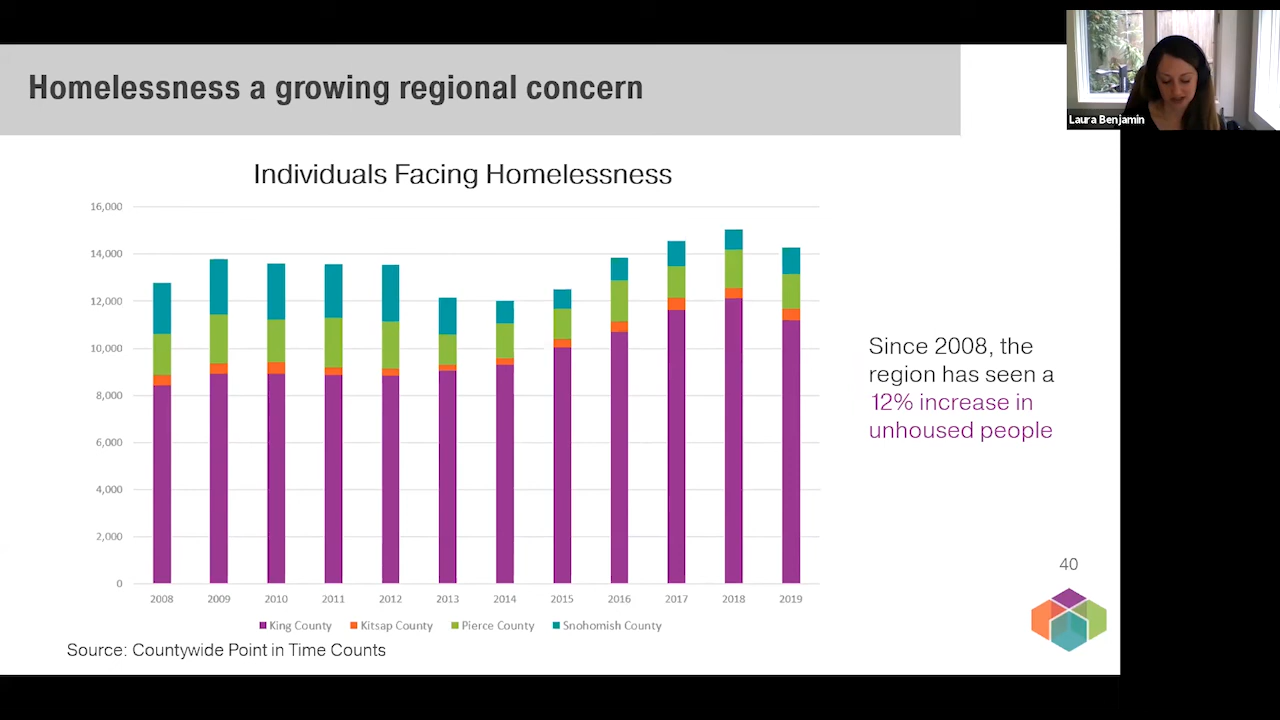 Homelessness a growing regional concern
Laura Benjamin
Individuals Facing Homelessness
16,000
14,000
12,000
10,000
8,000
6,000
4,000
2,000
0
2008 2009 2010 2011 2012 2013 2014 2015 2016 2017 2018 2019
King County Kitsap County Pierce County Snohomish County
Source: Countywide Point in Time Counts
Since 2008, the
region has seen a
12% increase in
unhoused people
40